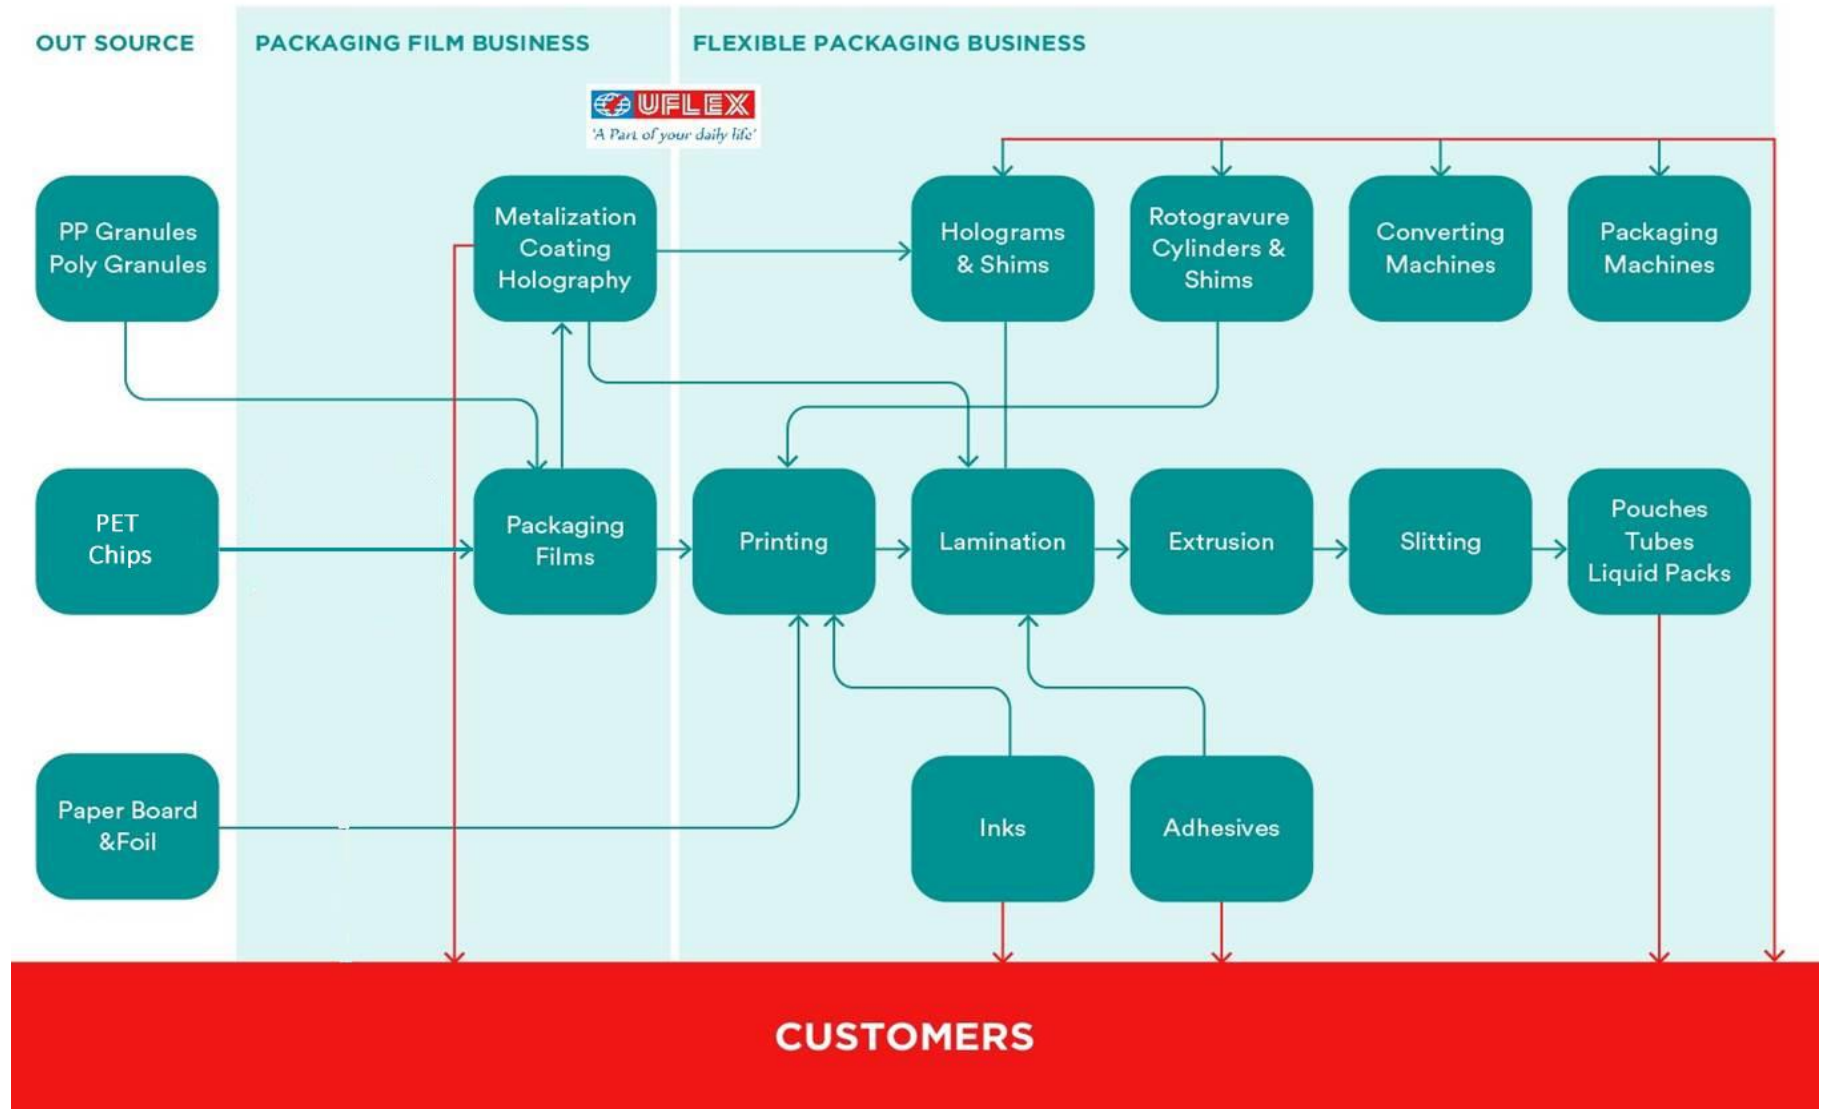 OUT SOURCE
PACKAGING FILM BUSINESS
FLEXIBLE PACKAGING BUSINESS
UFLEX
'A Part of your daily life'
PP Granules
Poly Granules
Metalization
Coating
Holography
Holograms
& Shims
Rotogravure
Cylinders &
Shims
Converting
Machines
Packaging
Machines
PET
Chips
Packaging
Films
Printing
Lamination
Extrusion
Slitting
Pouches
Tubes
Liquid Packs
Paper Board
&Foil
Inks
Adhesives
CUSTOMERS